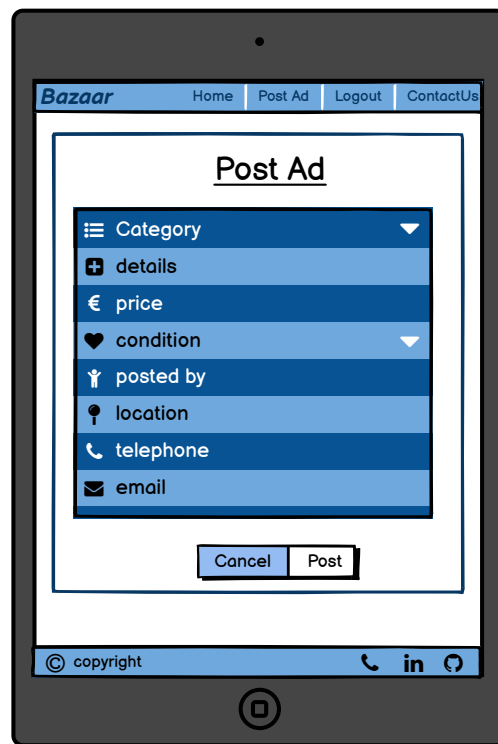 Bazaar Home Post Ad Logout ContactUs
Post Ad
Category
details
€ price
condition
posted by
location
telephone
email
Cancel Post
© copyright in